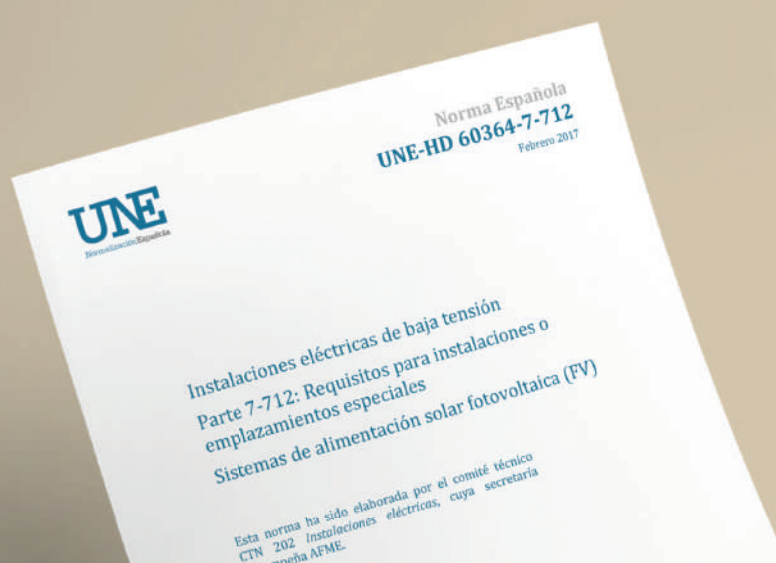 Norma Española
UNE-HD 60364-7-712
Febrero 2017
UNE
NormalizaciónEspañola
Instalaciones eléctricas de baja tensión
Parte 7-712: Requisitos para instalaciones o
emplazamientos especiales
Sistemas de alimentación solar fotovoltaica (FV)
Esta norma ha sido elaborada por el comité técnico
CTN 202 Instalaciones eléctricas, cuya secretaría
AFME.